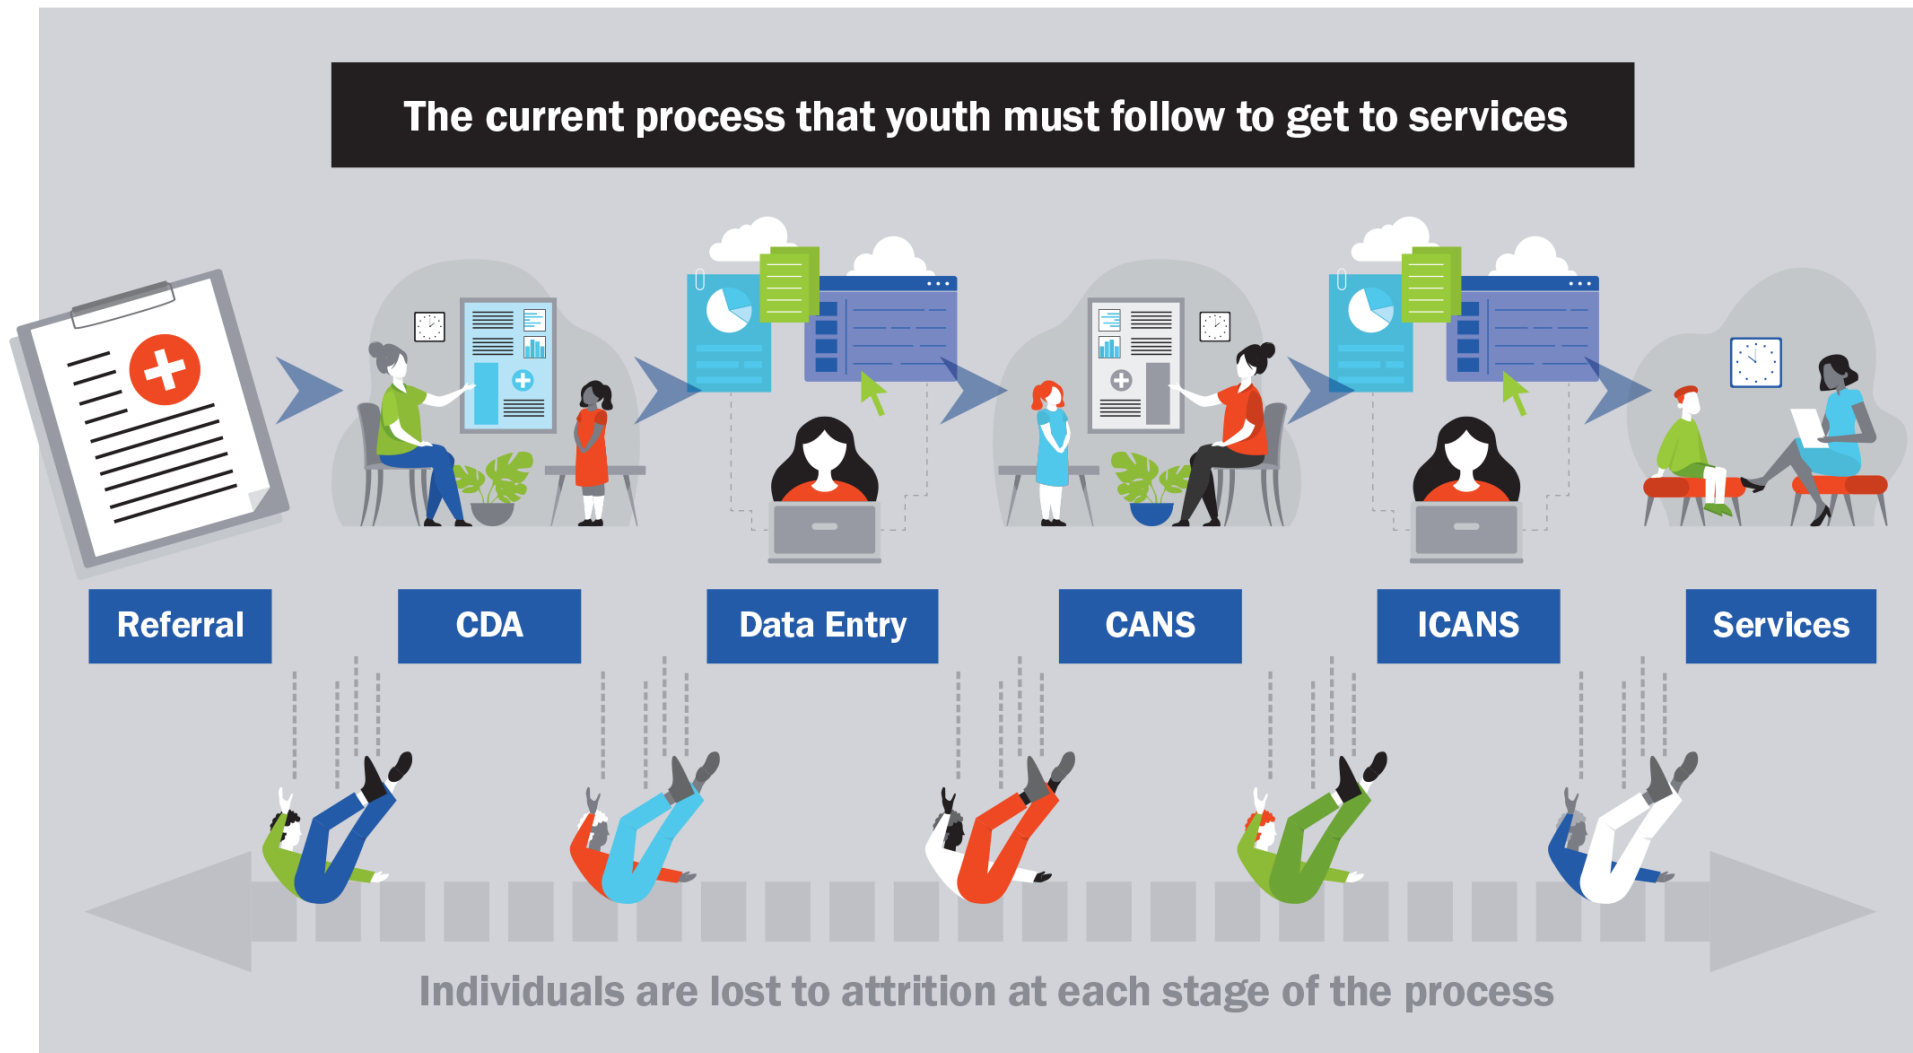 The current process that youth must follow to get to services
Referral
CDA
Data Entry
CANS
ICANS
Services
Individuals are lost to attrition at each stage of the process